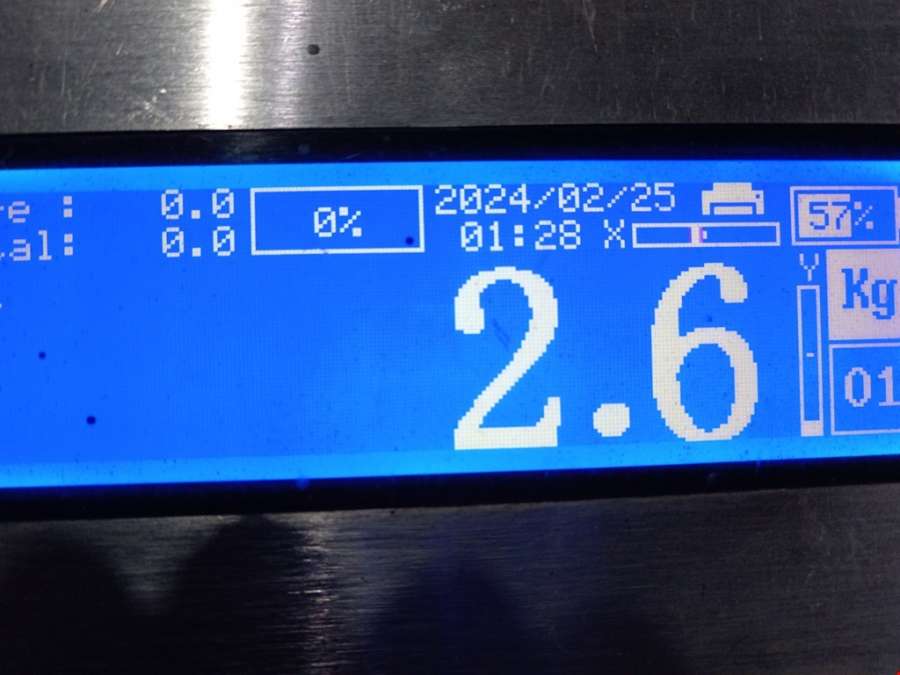 re : 0.0 0% 2024/02/25 57%
al: 0.0 01:28 X
2.6 Y Kg
01